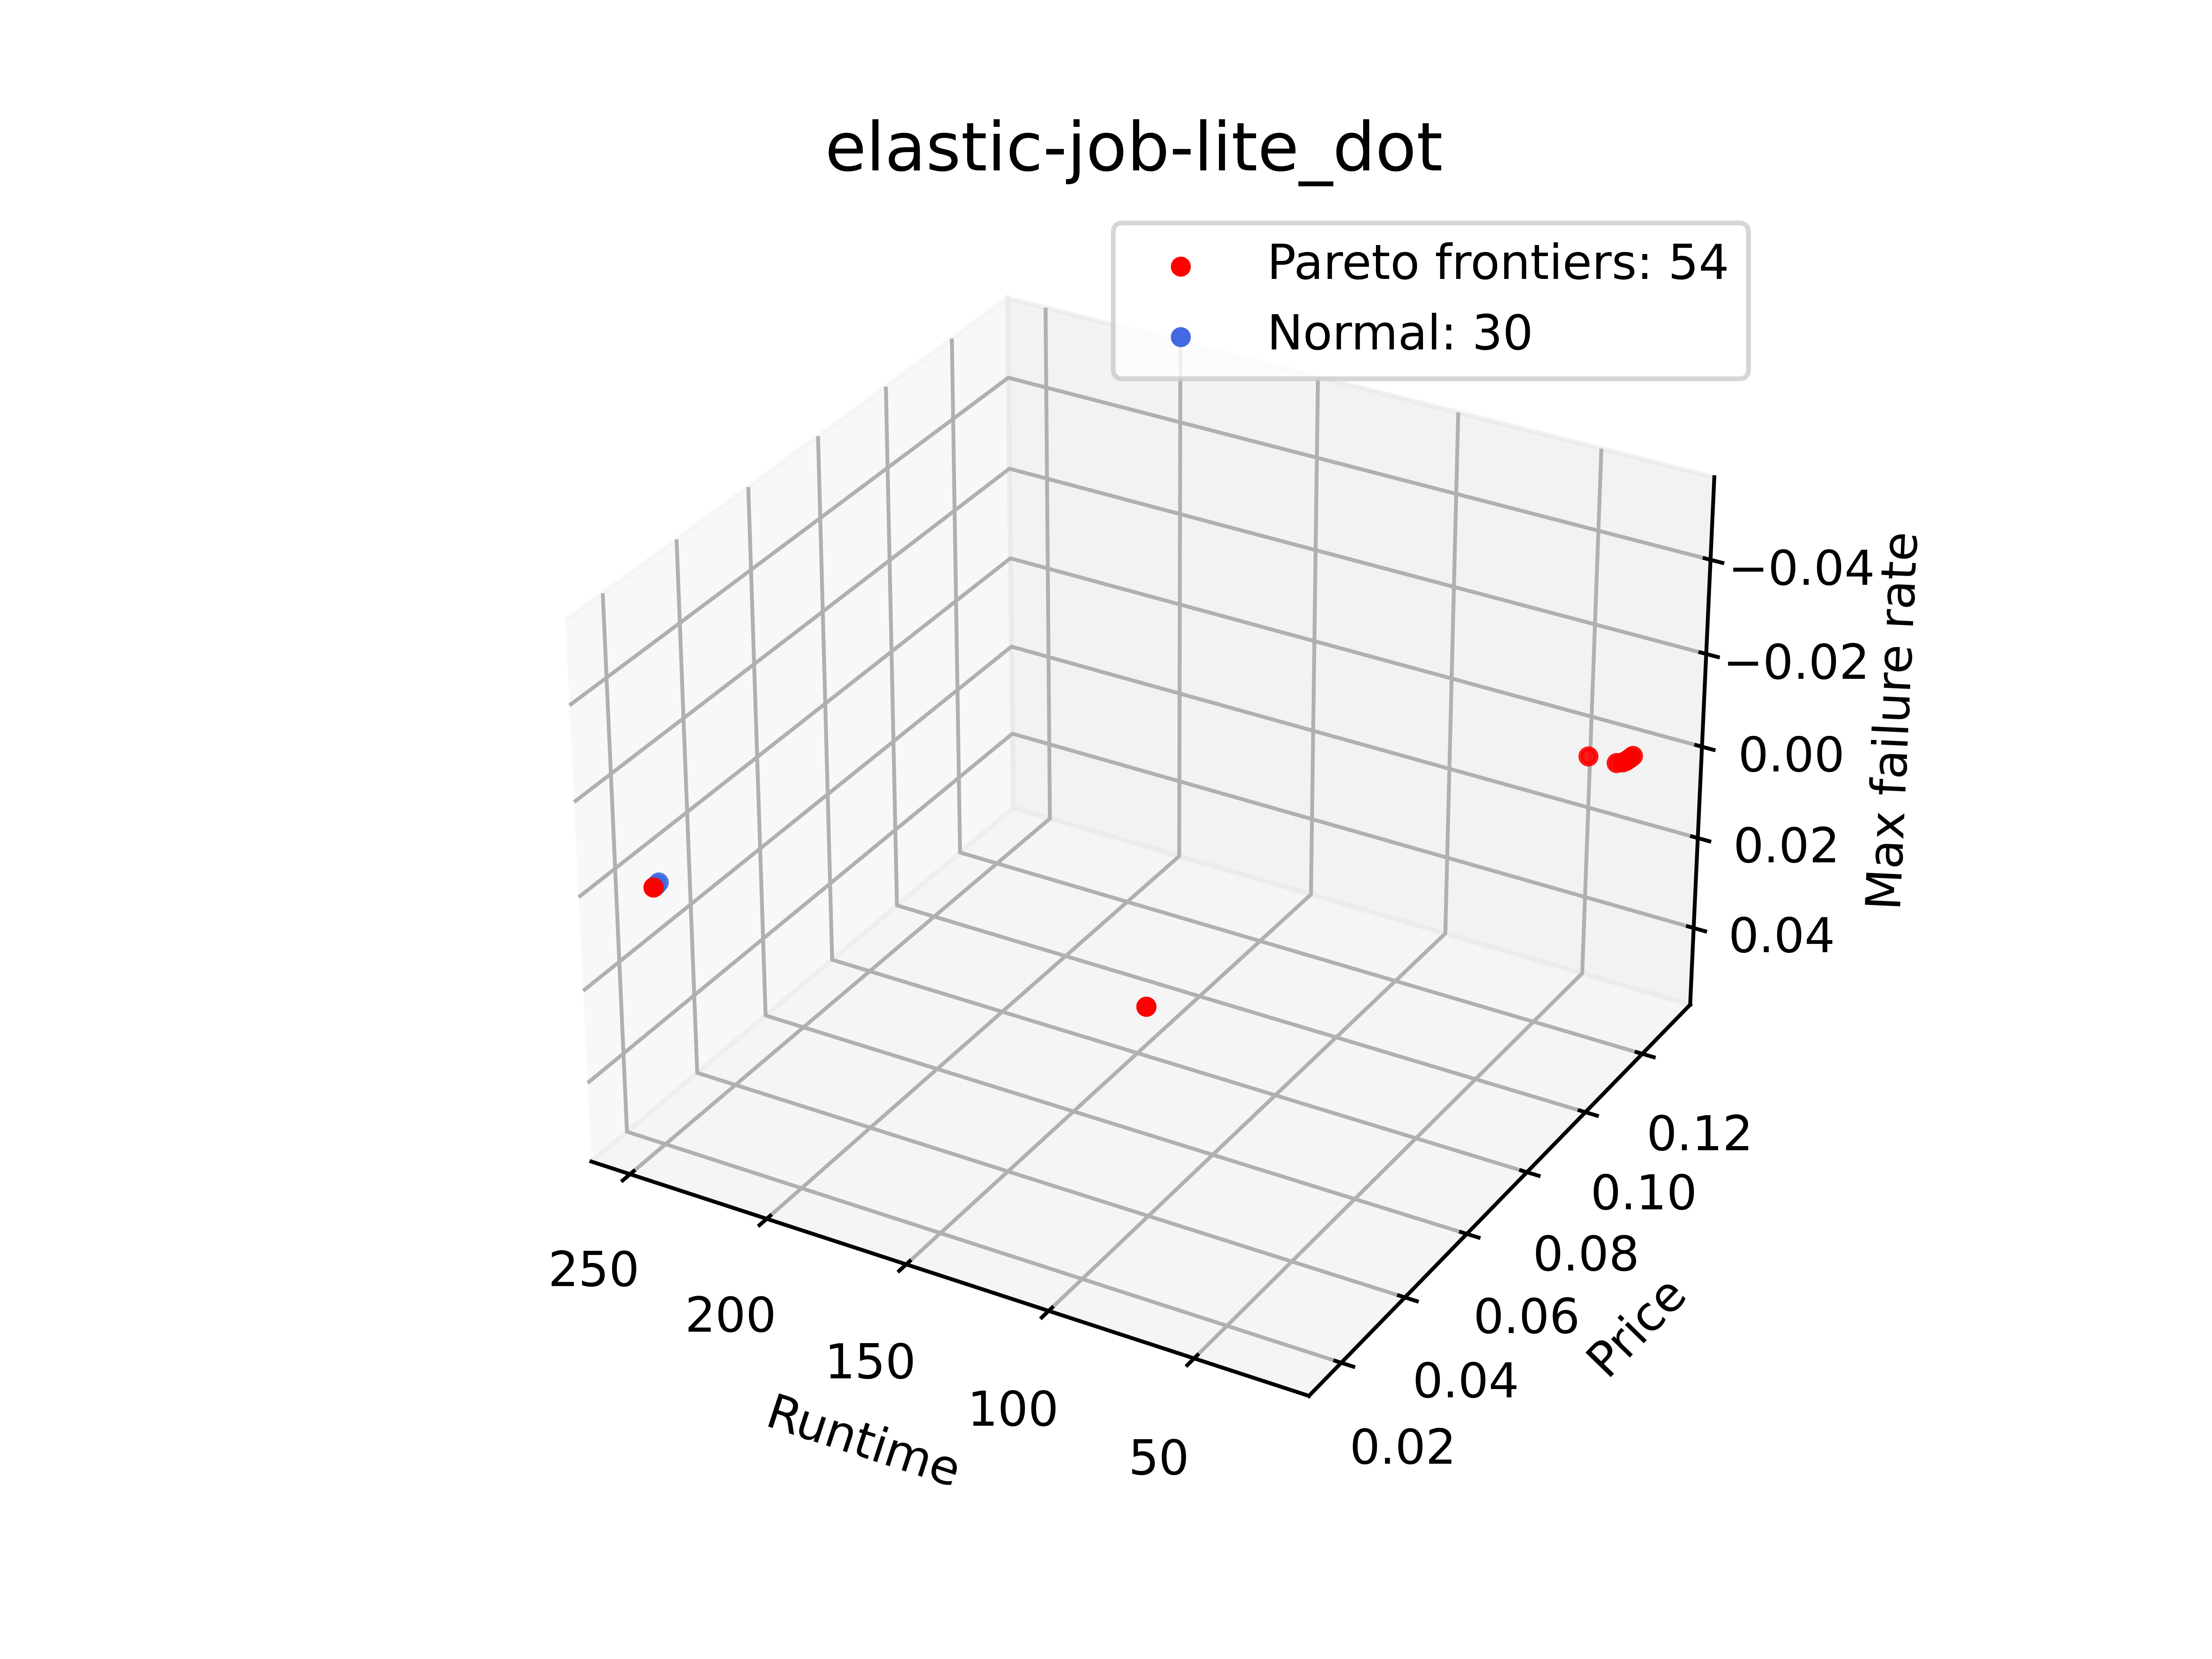 elastic-job-lite_dot
Pareto frontiers: 54
Normal: 30
−0.04
−0.02
0.00
0.02
0.04
Max failure rate
0.12
0.10
0.08
0.06
0.04
0.02
Price
250
200
150
100
50
Runtime